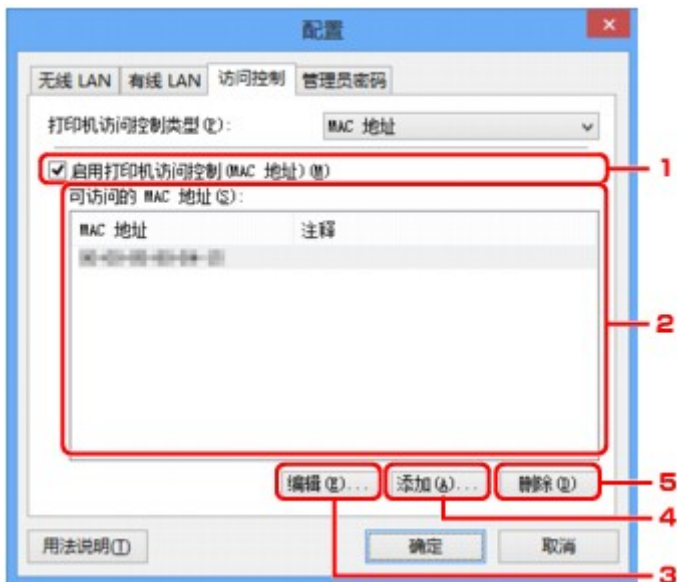 配置
无线 LAN 有线 LAN 访问控制 管理员密码
打印机访问控制类型(P): MAC 地址
启用打印机访问控制(MAC 地址)(M)
1
可访问的 MAC 地址(S):
MAC 地址 注释
2
编辑(E)... 添加(A)... 删除(D)
5
4
用法说明(I) 确定 取消
3